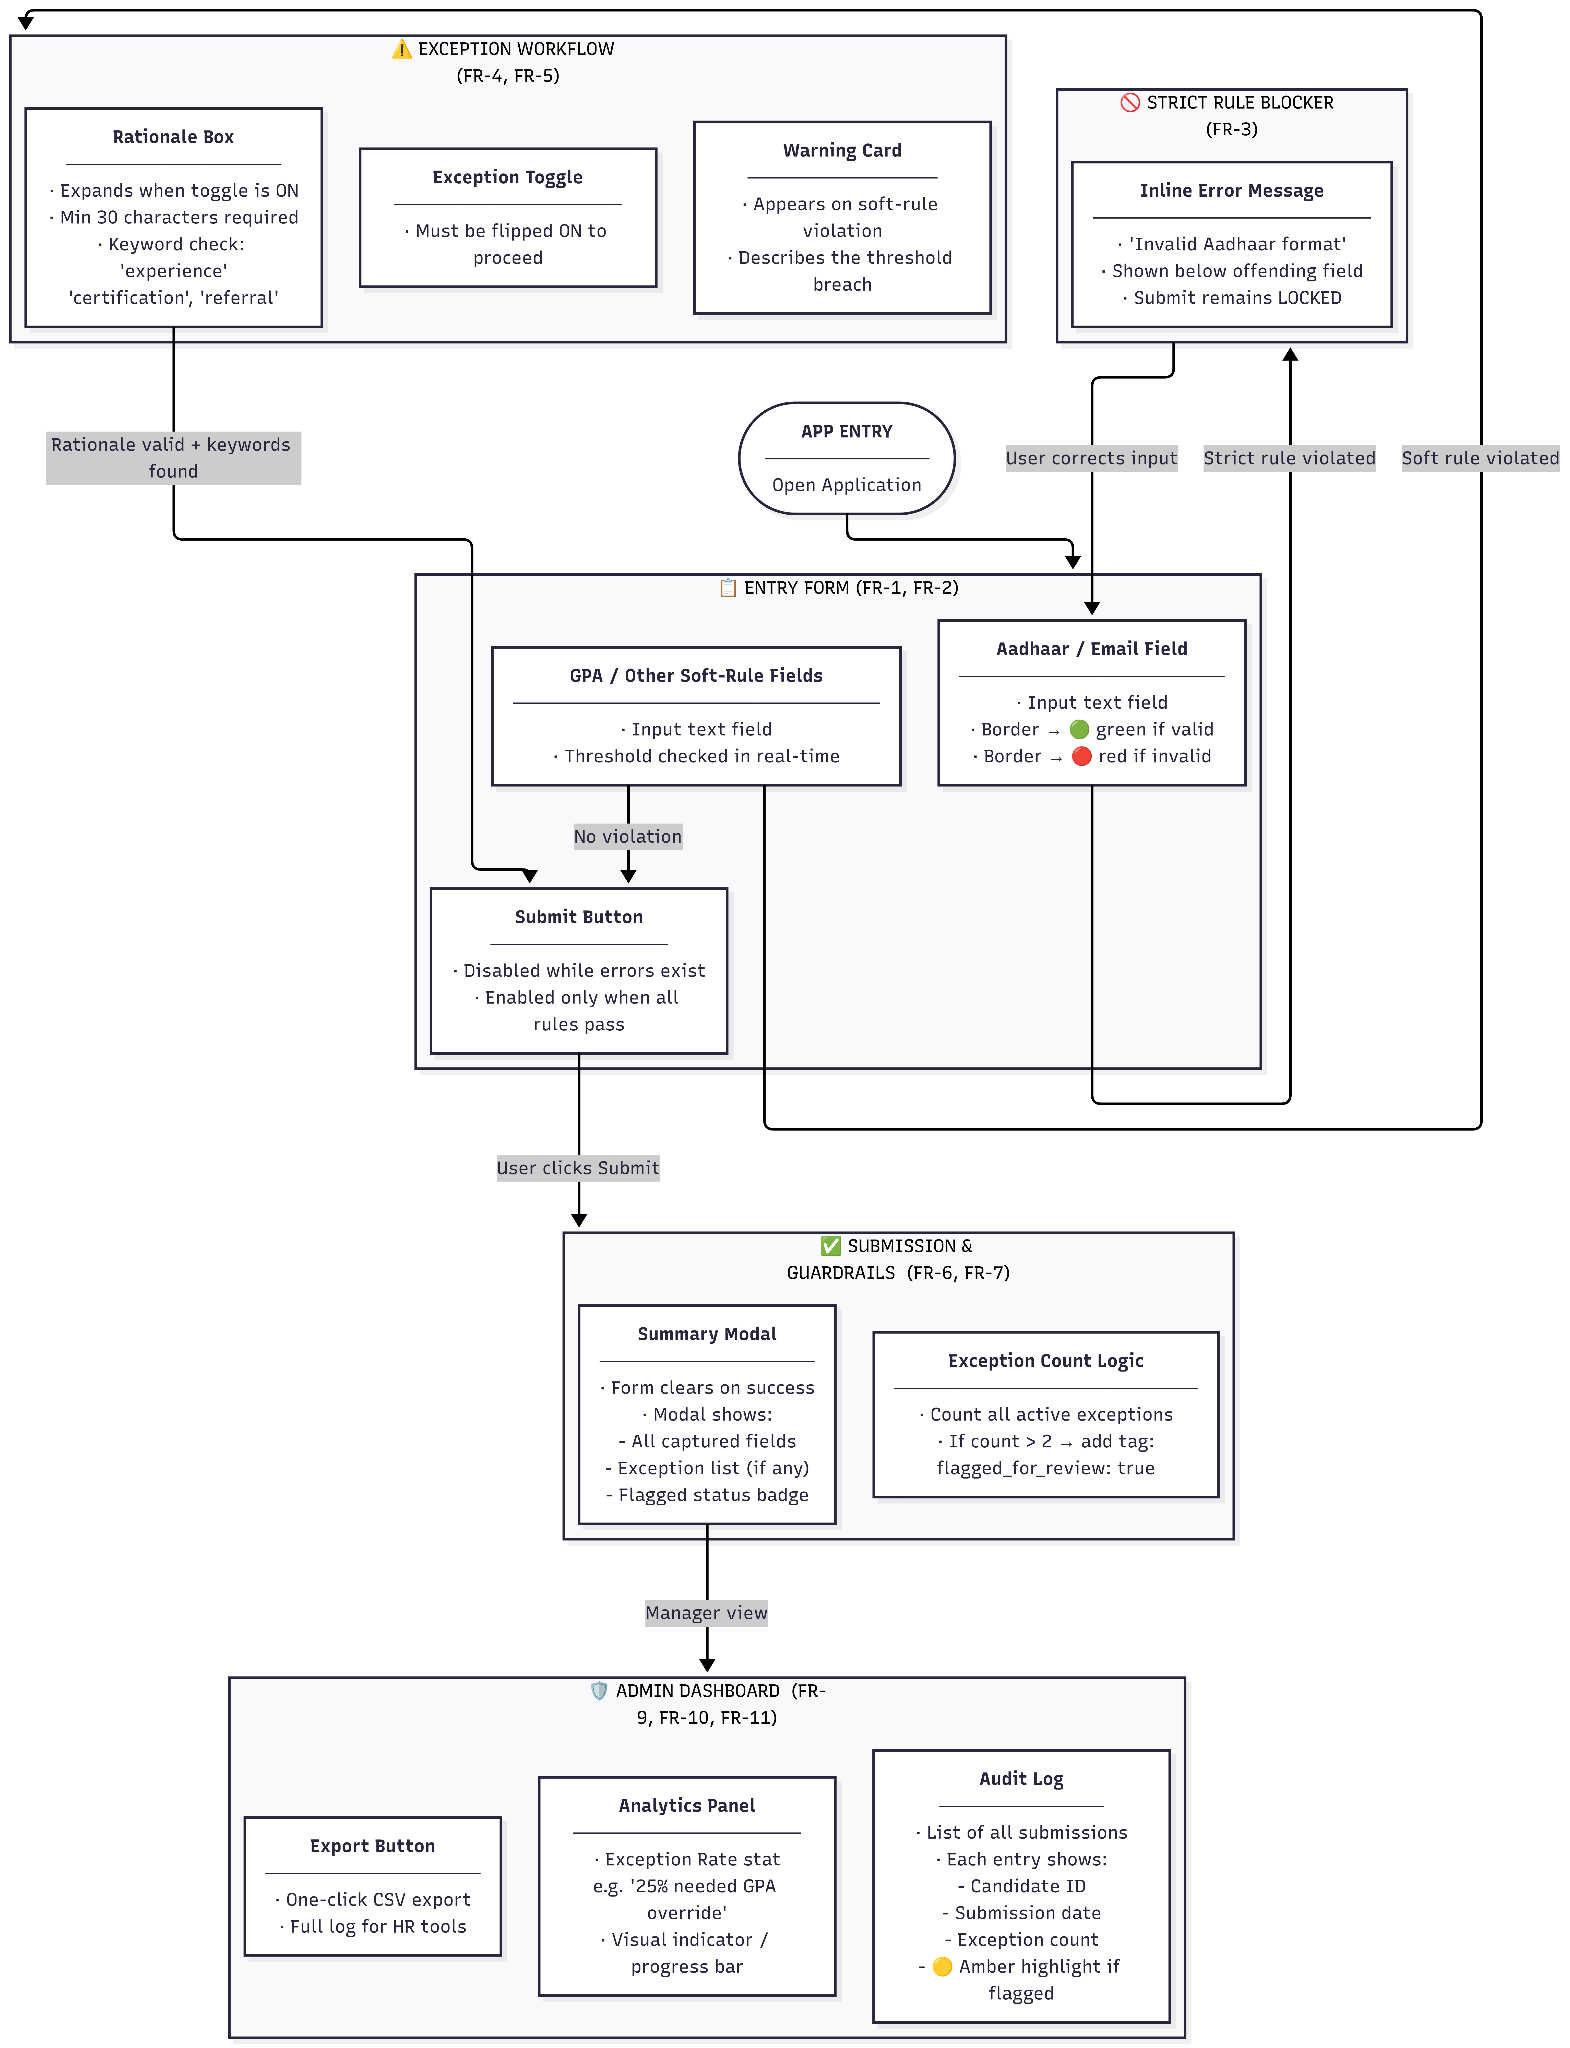 ⚠️ EXCEPTION WORKFLOW
(FR-4, FR-5)
Rationale Box
· Expands when toggle is ON
· Min 30 characters required
· Keyword check:
'experience'
'certification', 'referral'
Exception Toggle
· Must be flipped ON to
proceed
Warning Card
· Appears on soft-rule
violation
· Describes the threshold
breach
🚫 STRICT RULE BLOCKER
(FR-3)
Inline Error Message
· 'Invalid Aadhaar format'
· Shown below offending field
· Submit remains LOCKED
Rationale valid + keywords
found
APP ENTRY
Open Application
User corrects input
Strict rule violated
Soft rule violated
📋 ENTRY FORM (FR-1, FR-2)
GPA / Other Soft-Rule Fields
· Input text field
· Threshold checked in real-time
Aadhaar / Email Field
· Input text field
· Border → 🟢 green if valid
· Border → 🔴 red if invalid
No violation
Submit Button
· Disabled while errors exist
· Enabled only when all
rules pass
User clicks Submit
✅ SUBMISSION &
GUARDRAILS (FR-6, FR-7)
Summary Modal
· Form clears on success
· Modal shows:
- All captured fields
- Exception list (if any)
- Flagged status badge
Exception Count Logic
· Count all active exceptions
· If count > 2 → add tag:
flagged_for_review: true
Manager view
🛡️ ADMIN DASHBOARD (FR-
9, FR-10, FR-11)
Export Button
· One-click CSV export
· Full log for HR tools
Analytics Panel
· Exception Rate stat
e.g. '25% needed GPA
override'
· Visual indicator /
progress bar
Audit Log
· List of all submissions
· Each entry shows:
- Candidate ID
- Submission date
- Exception count
- 🟡 Amber highlight if
flagged